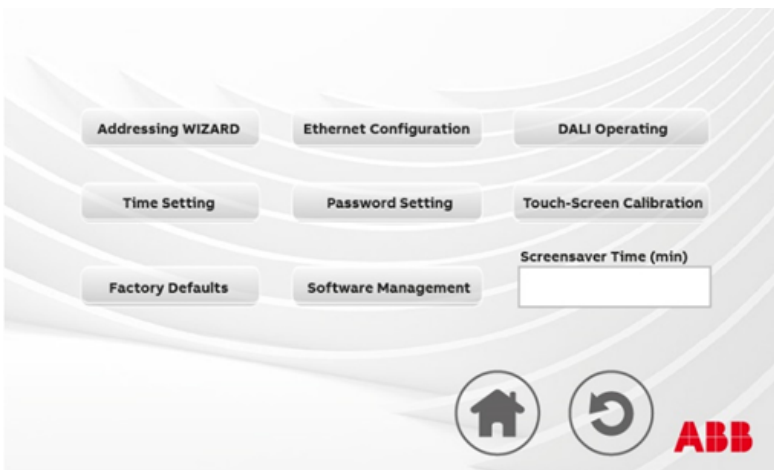 Addressing WIZARD
Ethernet Configuration
DALI Operating
Time Setting
Password Setting
Touch-Screen Calibration
Factory Defaults
Software Management
Screensaver Time (min)
ABB